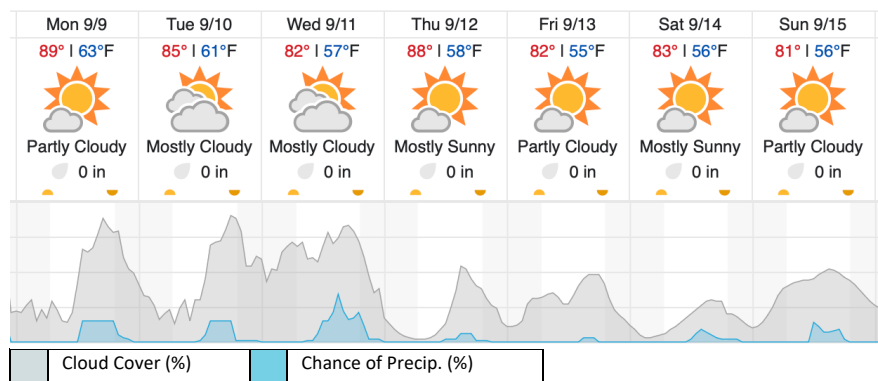 Mon 9/9 Tue 9/10 Wed 9/11 Thu 9/12 Fri 9/13 Sat 9/14 Sun 9/15
89° | 63°F 85° | 61°F 82° | 57°F 88° | 58°F 82° | 55°F 83° | 56°F 81° | 56°F
Partly Cloudy Mostly Cloudy Mostly Cloudy Mostly Sunny Partly Cloudy Mostly Sunny Partly Cloudy
0 in 0 in 0 in 0 in 0 in 0 in 0 in
Cloud Cover (%) Chance of Precip. (%)